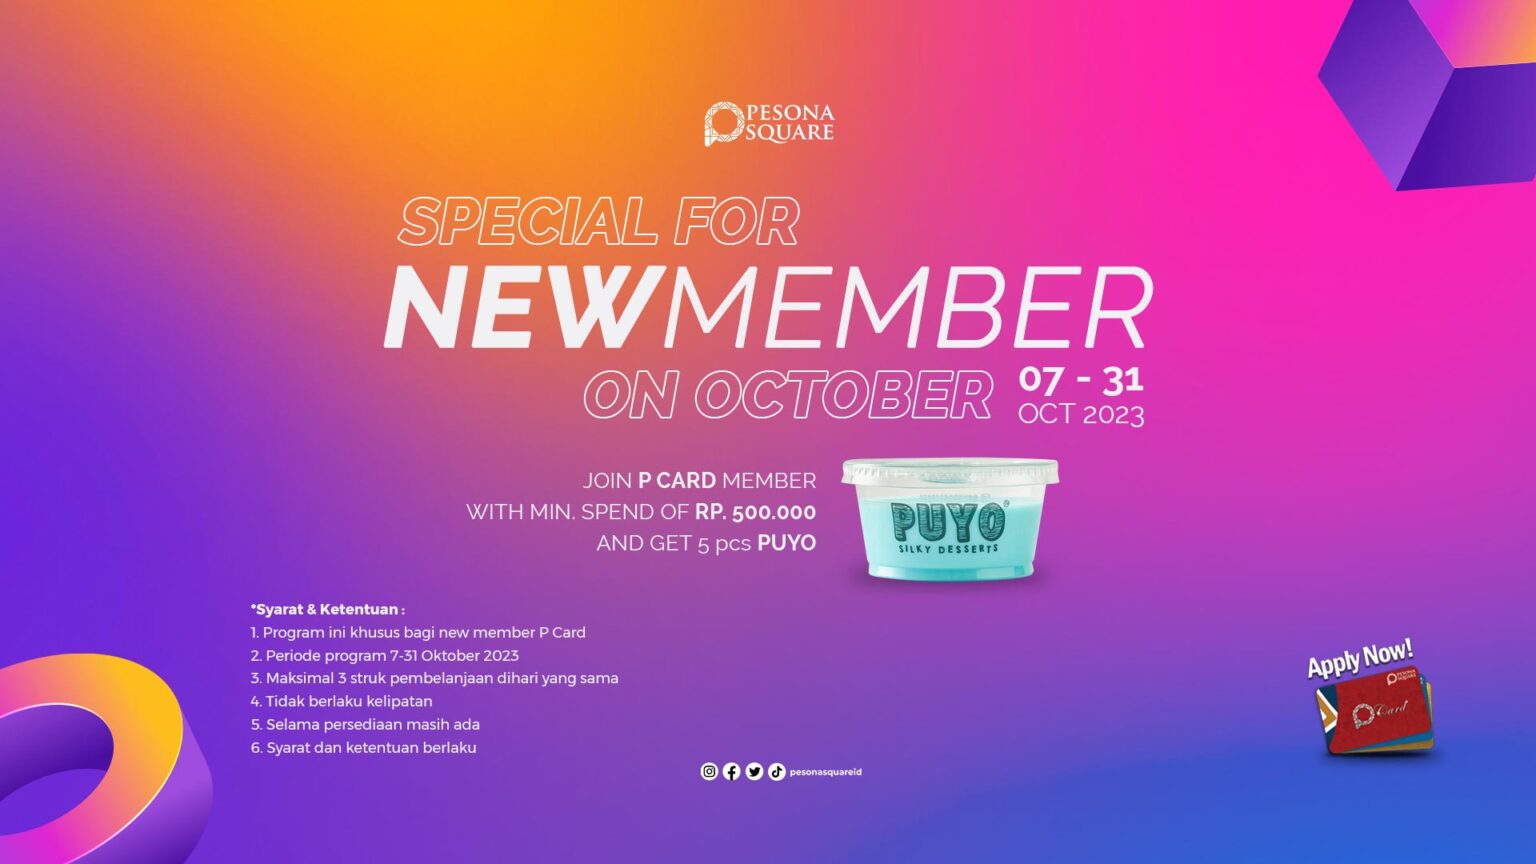 PESONA
SQUARE
SPECIAL FOR
NEWMEMBER
ON OCTOBER
07 - 31
OCT 2023
JOIN P CARD MEMBER
WITH MIN. SPEND OF RP. 500.000
AND GET 5 pcs PUYO
PUYO
SILKY DESSERTS
*Syarat & Ketentuan :
1. Program ini khusus bagi new member P Card
2. Periode program 7-31 Oktober 2023
3. Maksimal 3 struk pembelanjaan dihari yang sama
4. Tidak berlaku kelipatan
5. Selama persediaan masih ada
6. Syarat dan ketentuan berlaku
Apply Now!
PESONA
SQUARE
P Card
pesonasquareid